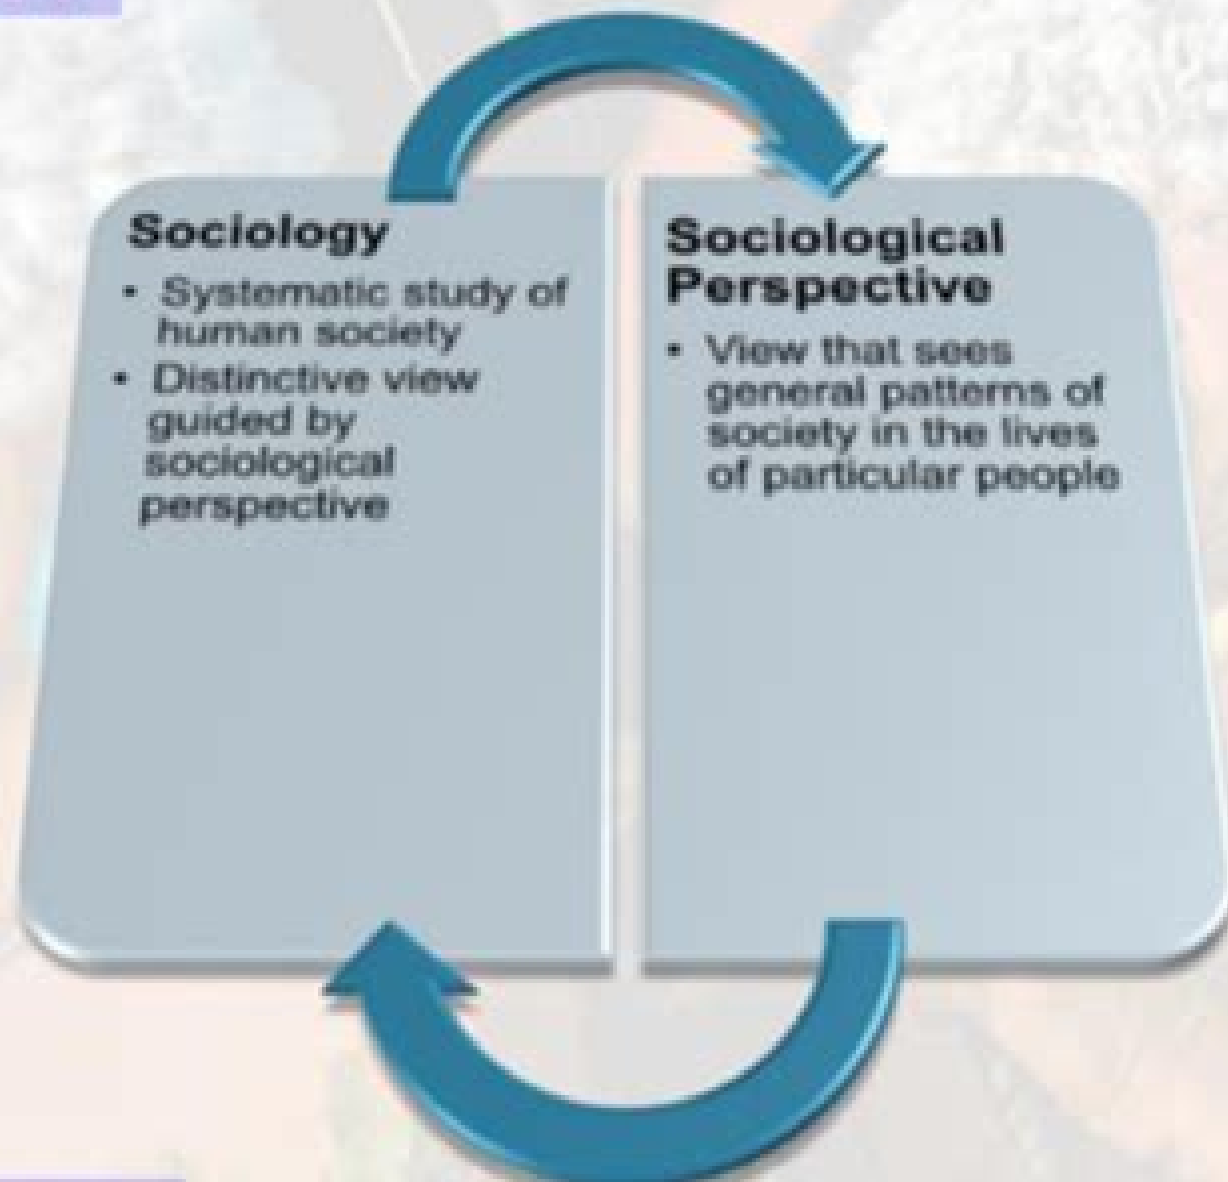 Sociology
• Systematic study of
human society
• Distinctive view
guided by
sociological
perspective
Sociological
Perspective
• View that sees
general patterns of
society in the lives
of particular people